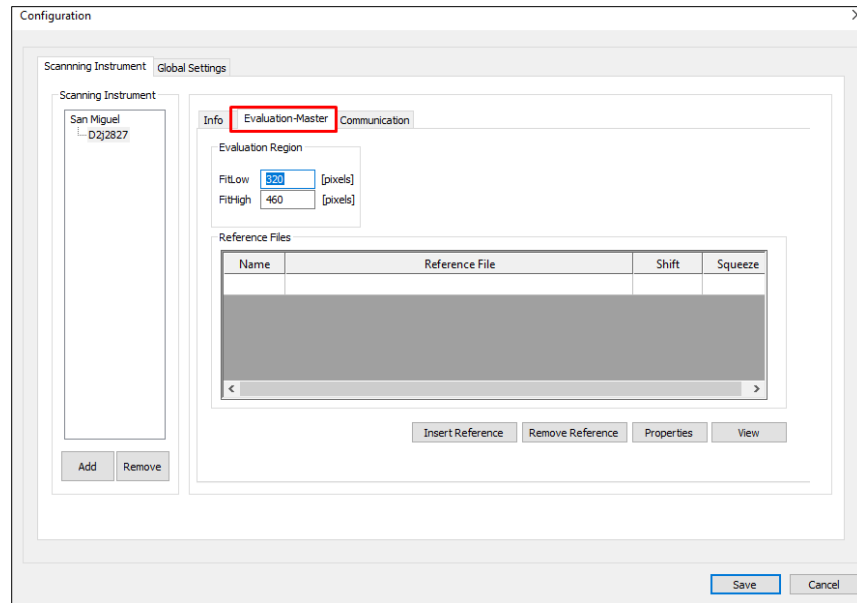 Configuration
Scannning Instrument Global Settings
Scanning Instrument
San Miguel
D2j2827
Add Remove
Info Evaluation-Master Communication
Evaluation Region
FitLow 320 [pixels]
FitHigh 460 [pixels]
Reference Files
Name Reference File Shift Squeeze
Insert Reference Remove Reference Properties View
Save Cancel